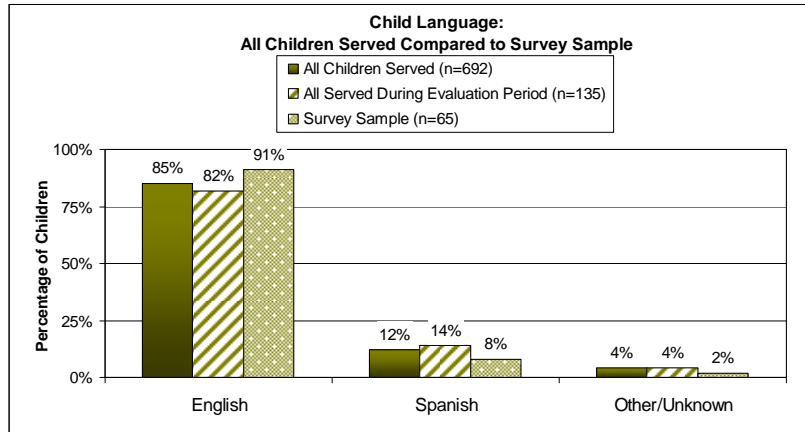 Child Language:
All Children Served Compared to Survey Sample
All Children Served (n=692)
All Served During Evaluation Period (n=135)
Survey Sample (n=65)
Percentage of Children
100%
75%
50%
25%
0%
85%
82%
91%
12%
14%
8%
4%
4%
2%
English
Spanish
Other/Unknown